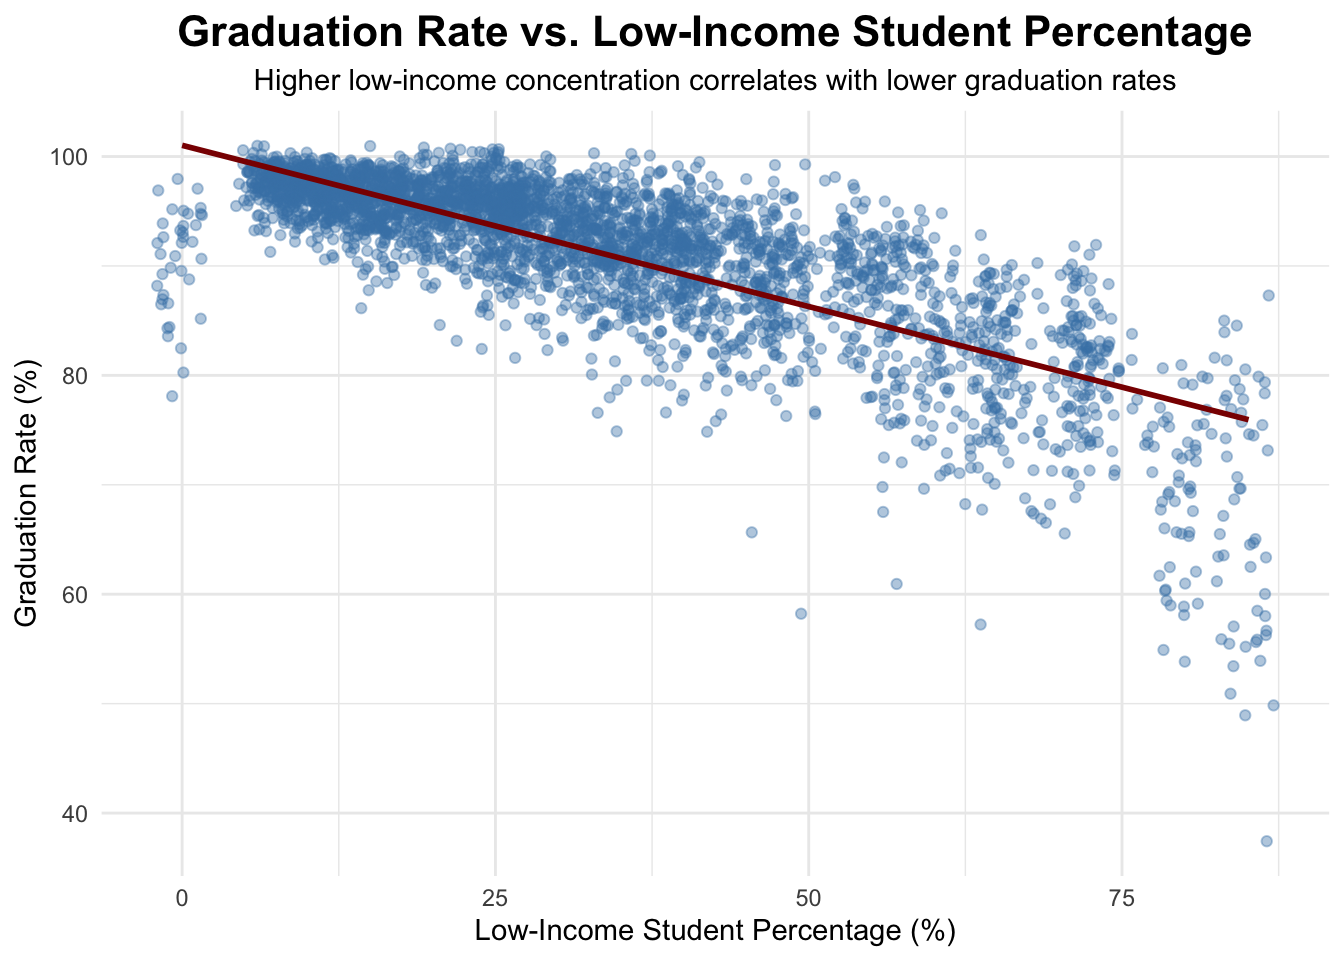 Graduation Rate vs. Low-Income Student Percentage
Higher low-income concentration correlates with lower graduation rates
100
80
60
40
Graduation Rate (%)
0 25 50 75
Low-Income Student Percentage (%)